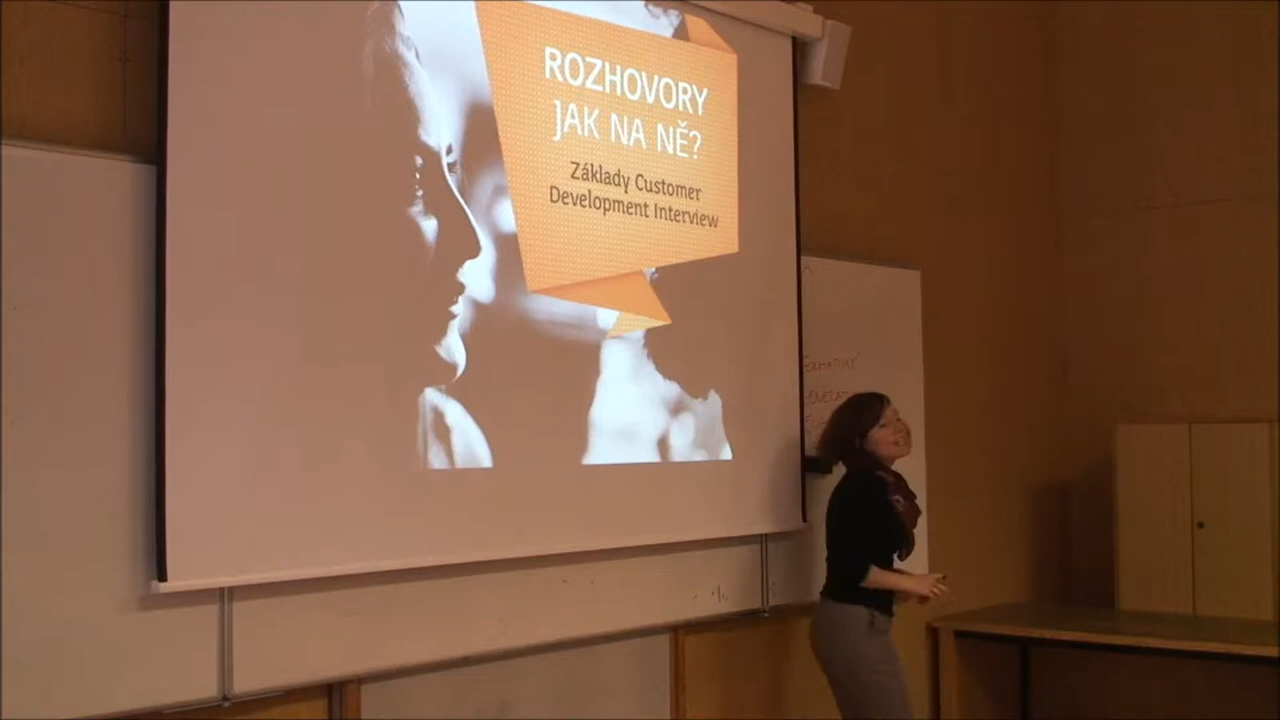 ROZHOVORY
JAK NA NĚ?
Základy Customer
Development Interview